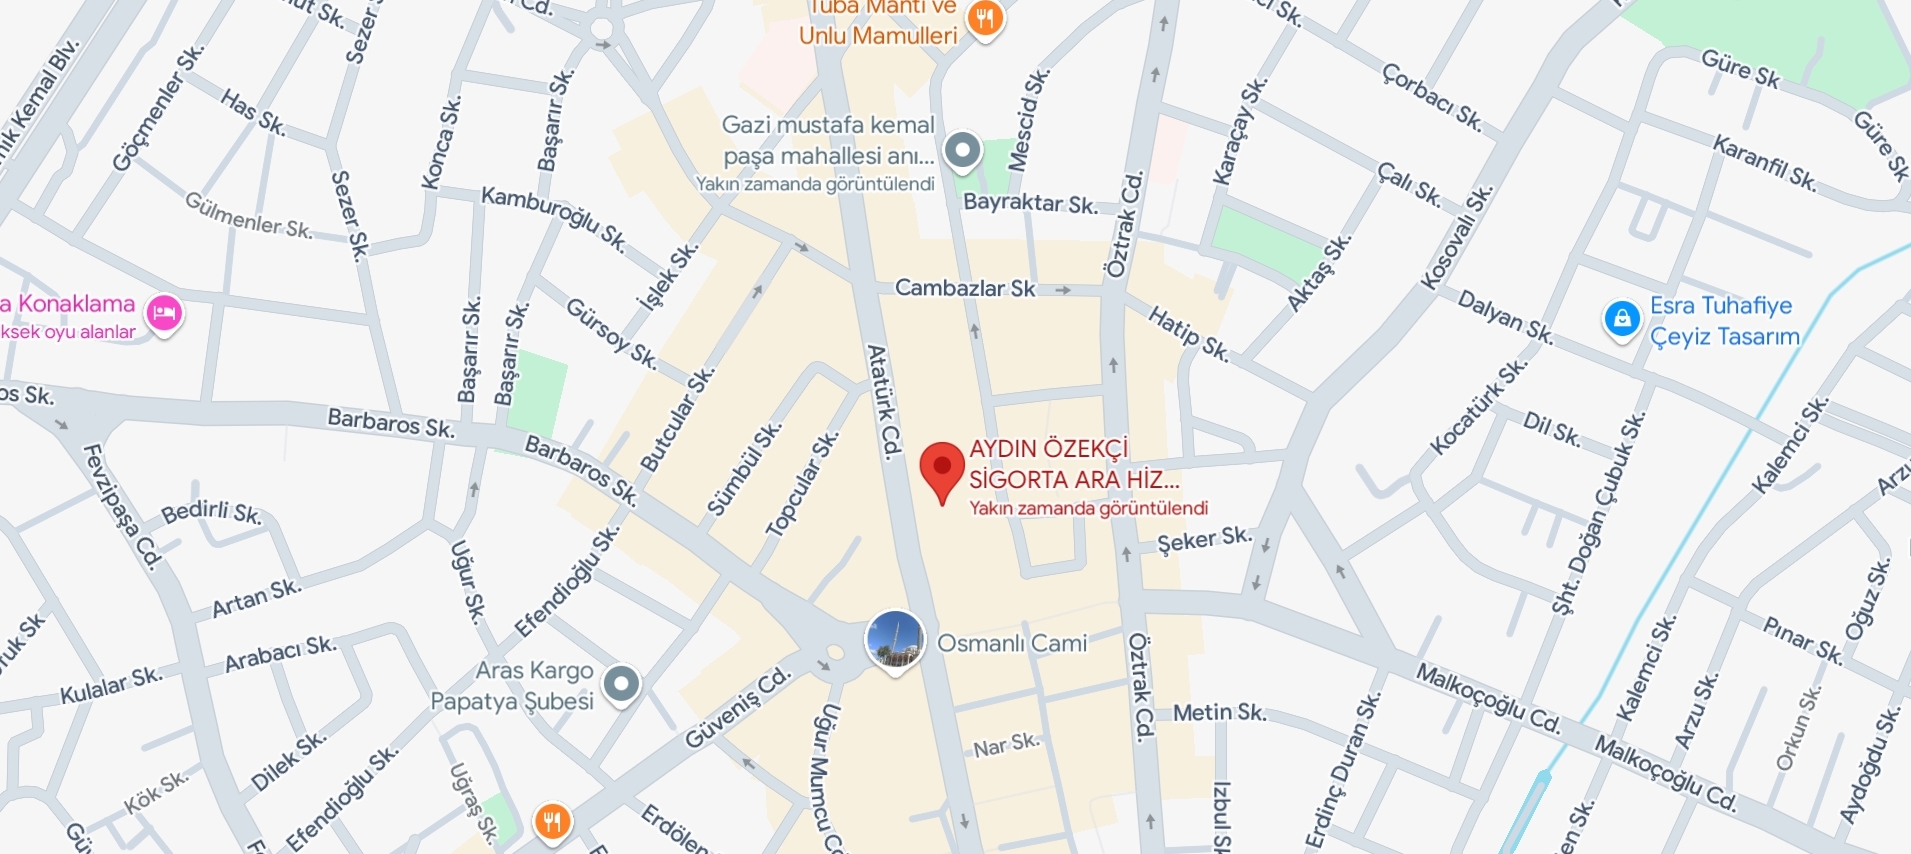 Tuba Mantı ve
Unlu Mamulleri
Sezer
Göçmenler Sk.
Has Sk.
Konca Sk.
Başarır Sk.
Gazi mustafa kemal
paşa mahallesi anı...
Yakın zamanda görüntülendi
Mescid Sk.
Karaçay Sk.
Çorbacı Sk.
Güre Sk
Güre Sk
Karanfil Sk.
Çalı Sk.
Kosovalı Sk.
Gülmenler Sk.
Sezer Sk.
Kamburoğlu Sk.
İşlek Sk.
Bayraktar Sk.
Öztrak Cd.
Aktaş Sk.
Cambazlar Sk
a Konaklama
ksek oyu alanlar
Başarır Sk.
Başarır Sk.
Gürsoy Sk.
Hatip Sk.
Dalyan Sk.
Esra Tuhafiye
Çeyiz Tasarım
Atatürk Cd.
os Sk.
Barbaros Sk.
Barbaros Sk.
Butcular Sk.
Sümbül Sk.
Topcular Sk.
AYDIN ÖZEKÇİ
SİGORTA ARA HİZ...
Yakın zamanda görüntülendi
Kocatürk Sk.
Dil Sk.
Kalemci Sk.
Şht. Doğan Çubuk Sk.
Fevzipaşa Cd.
Bedirli Sk.
Uğur Sk.
Efendioğlu Sk.
Şeker Sk.
Artan Sk.
Arabacı Sk.
Kulalar Sk.
Aras Kargo
Papatya Şubesi
Osmanlı Cami
Öztrak Cd.
Güveniş Cd.
Uğur Mumcu Cd
Nar Sk.
Metin Sk.
Malkoçoğlu Cd.
Malkoçoğlu Cd.
Kalemci Sk.
Arzu Sk.
Pınar Sk.
Oğuz Sk.
Orkun Sk.
Aydoğdu Sk.
Erdinç Duran Sk.
Dilek Sk.
Kök Sk.
Efendioğlu Sk.
Uğraş Sk.